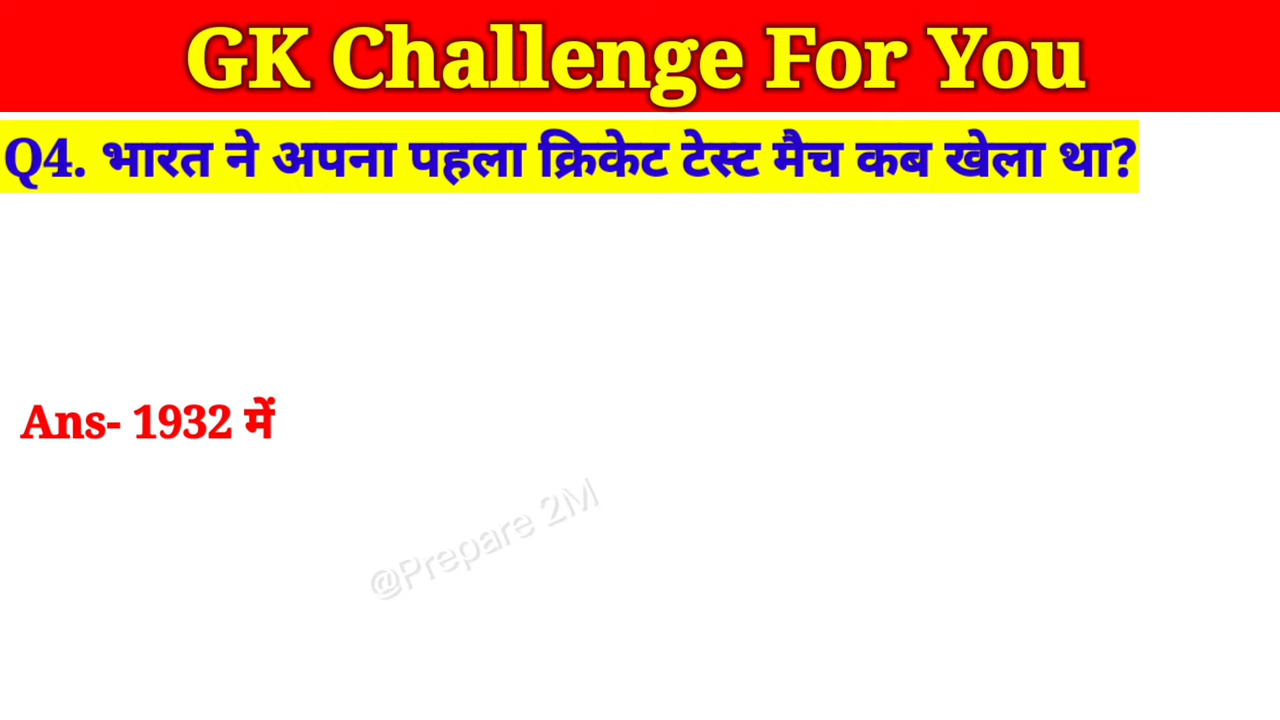 GK Challenge For You
Q4. भारत ने अपना पहला क्रिकेट टेस्ट मैच कब खेला था?
Ans- 1932 में
@Prepare 2M